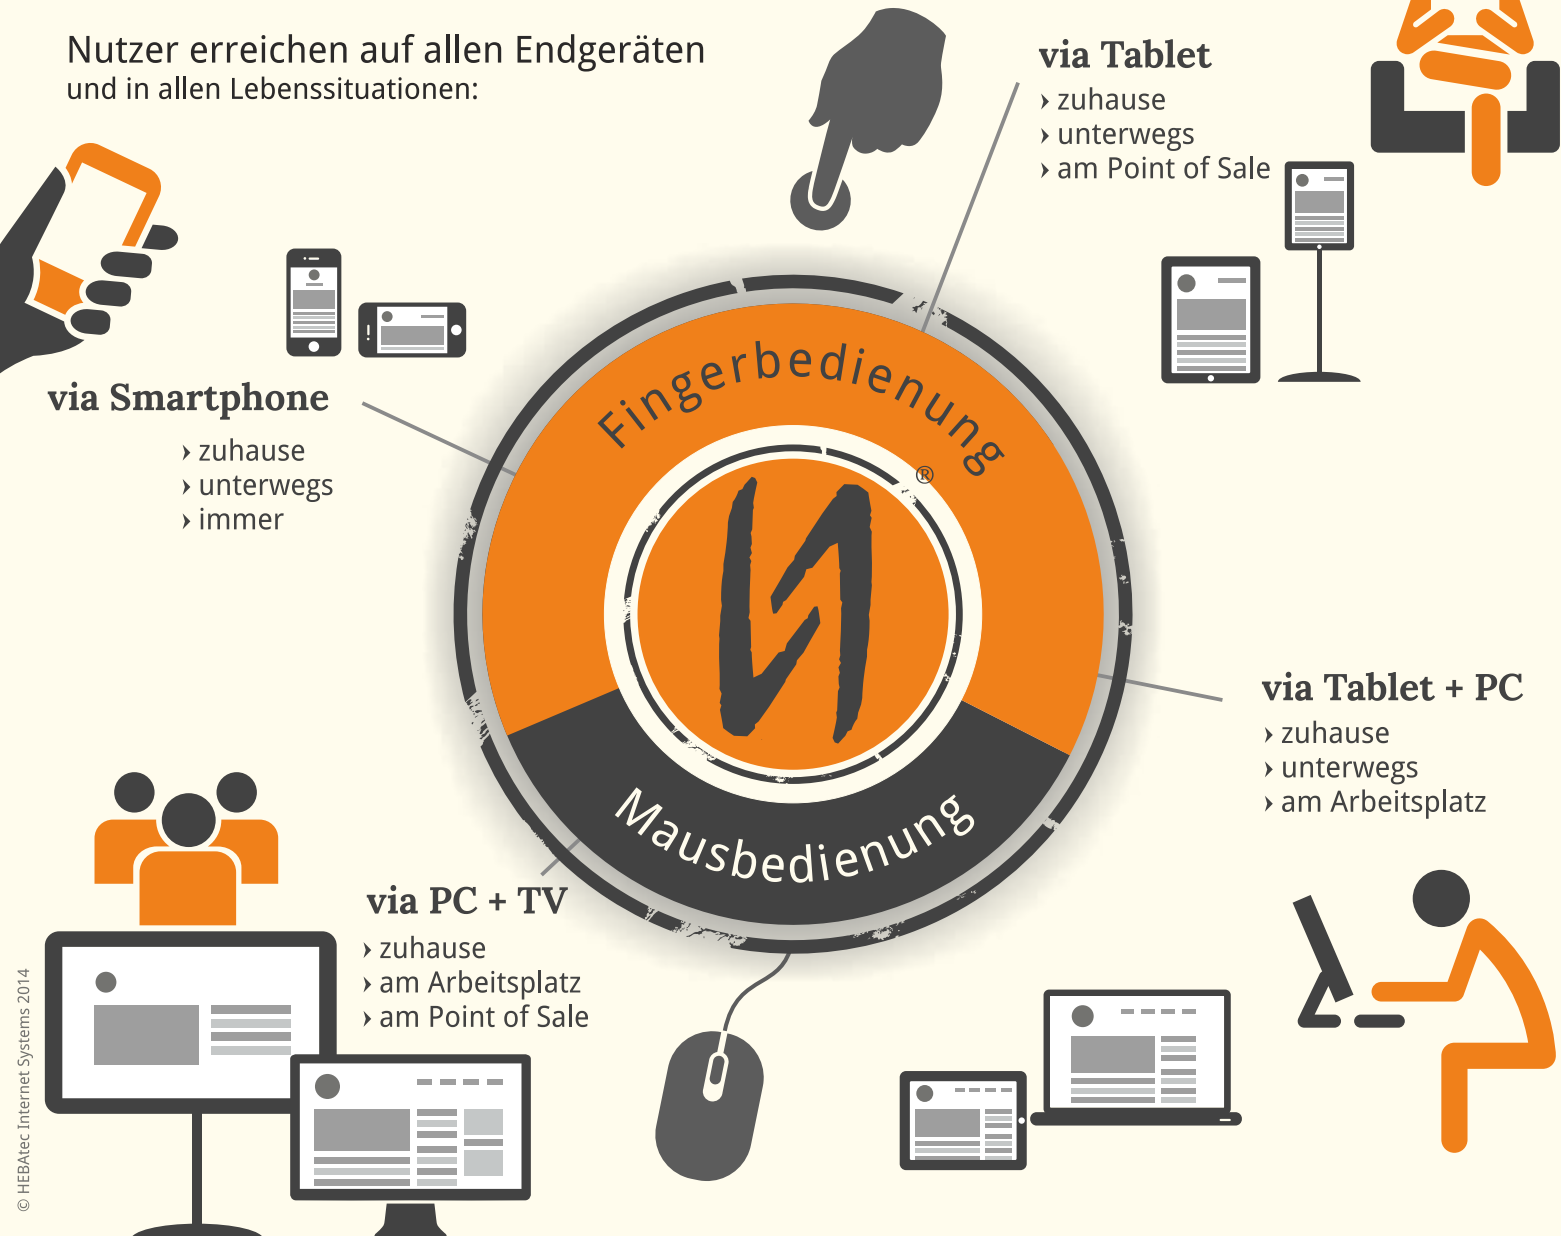 Nutzer erreichen auf allen Endgeräten
und in allen Lebenssituationen:
via Tablet
› zuhause
› unterwegs
› am Point of Sale
via Smartphone
› zuhause
› unterwegs
› immer
Fingerbedienung
®
Mausbedienung
via Tablet + PC
› zuhause
› unterwegs
› am Arbeitsplatz
via PC + TV
› zuhause
› am Arbeitsplatz
› am Point of Sale
© HEBAtec Internet Systems 2014